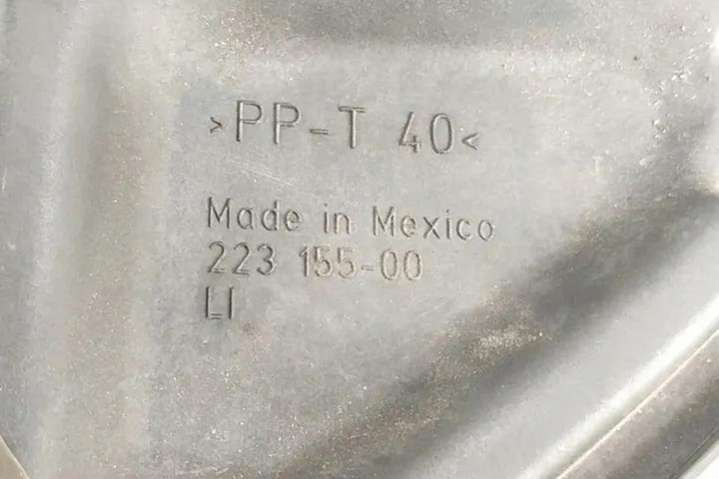 >PP-T 40<
Made in Mexico
223 155-00
LI